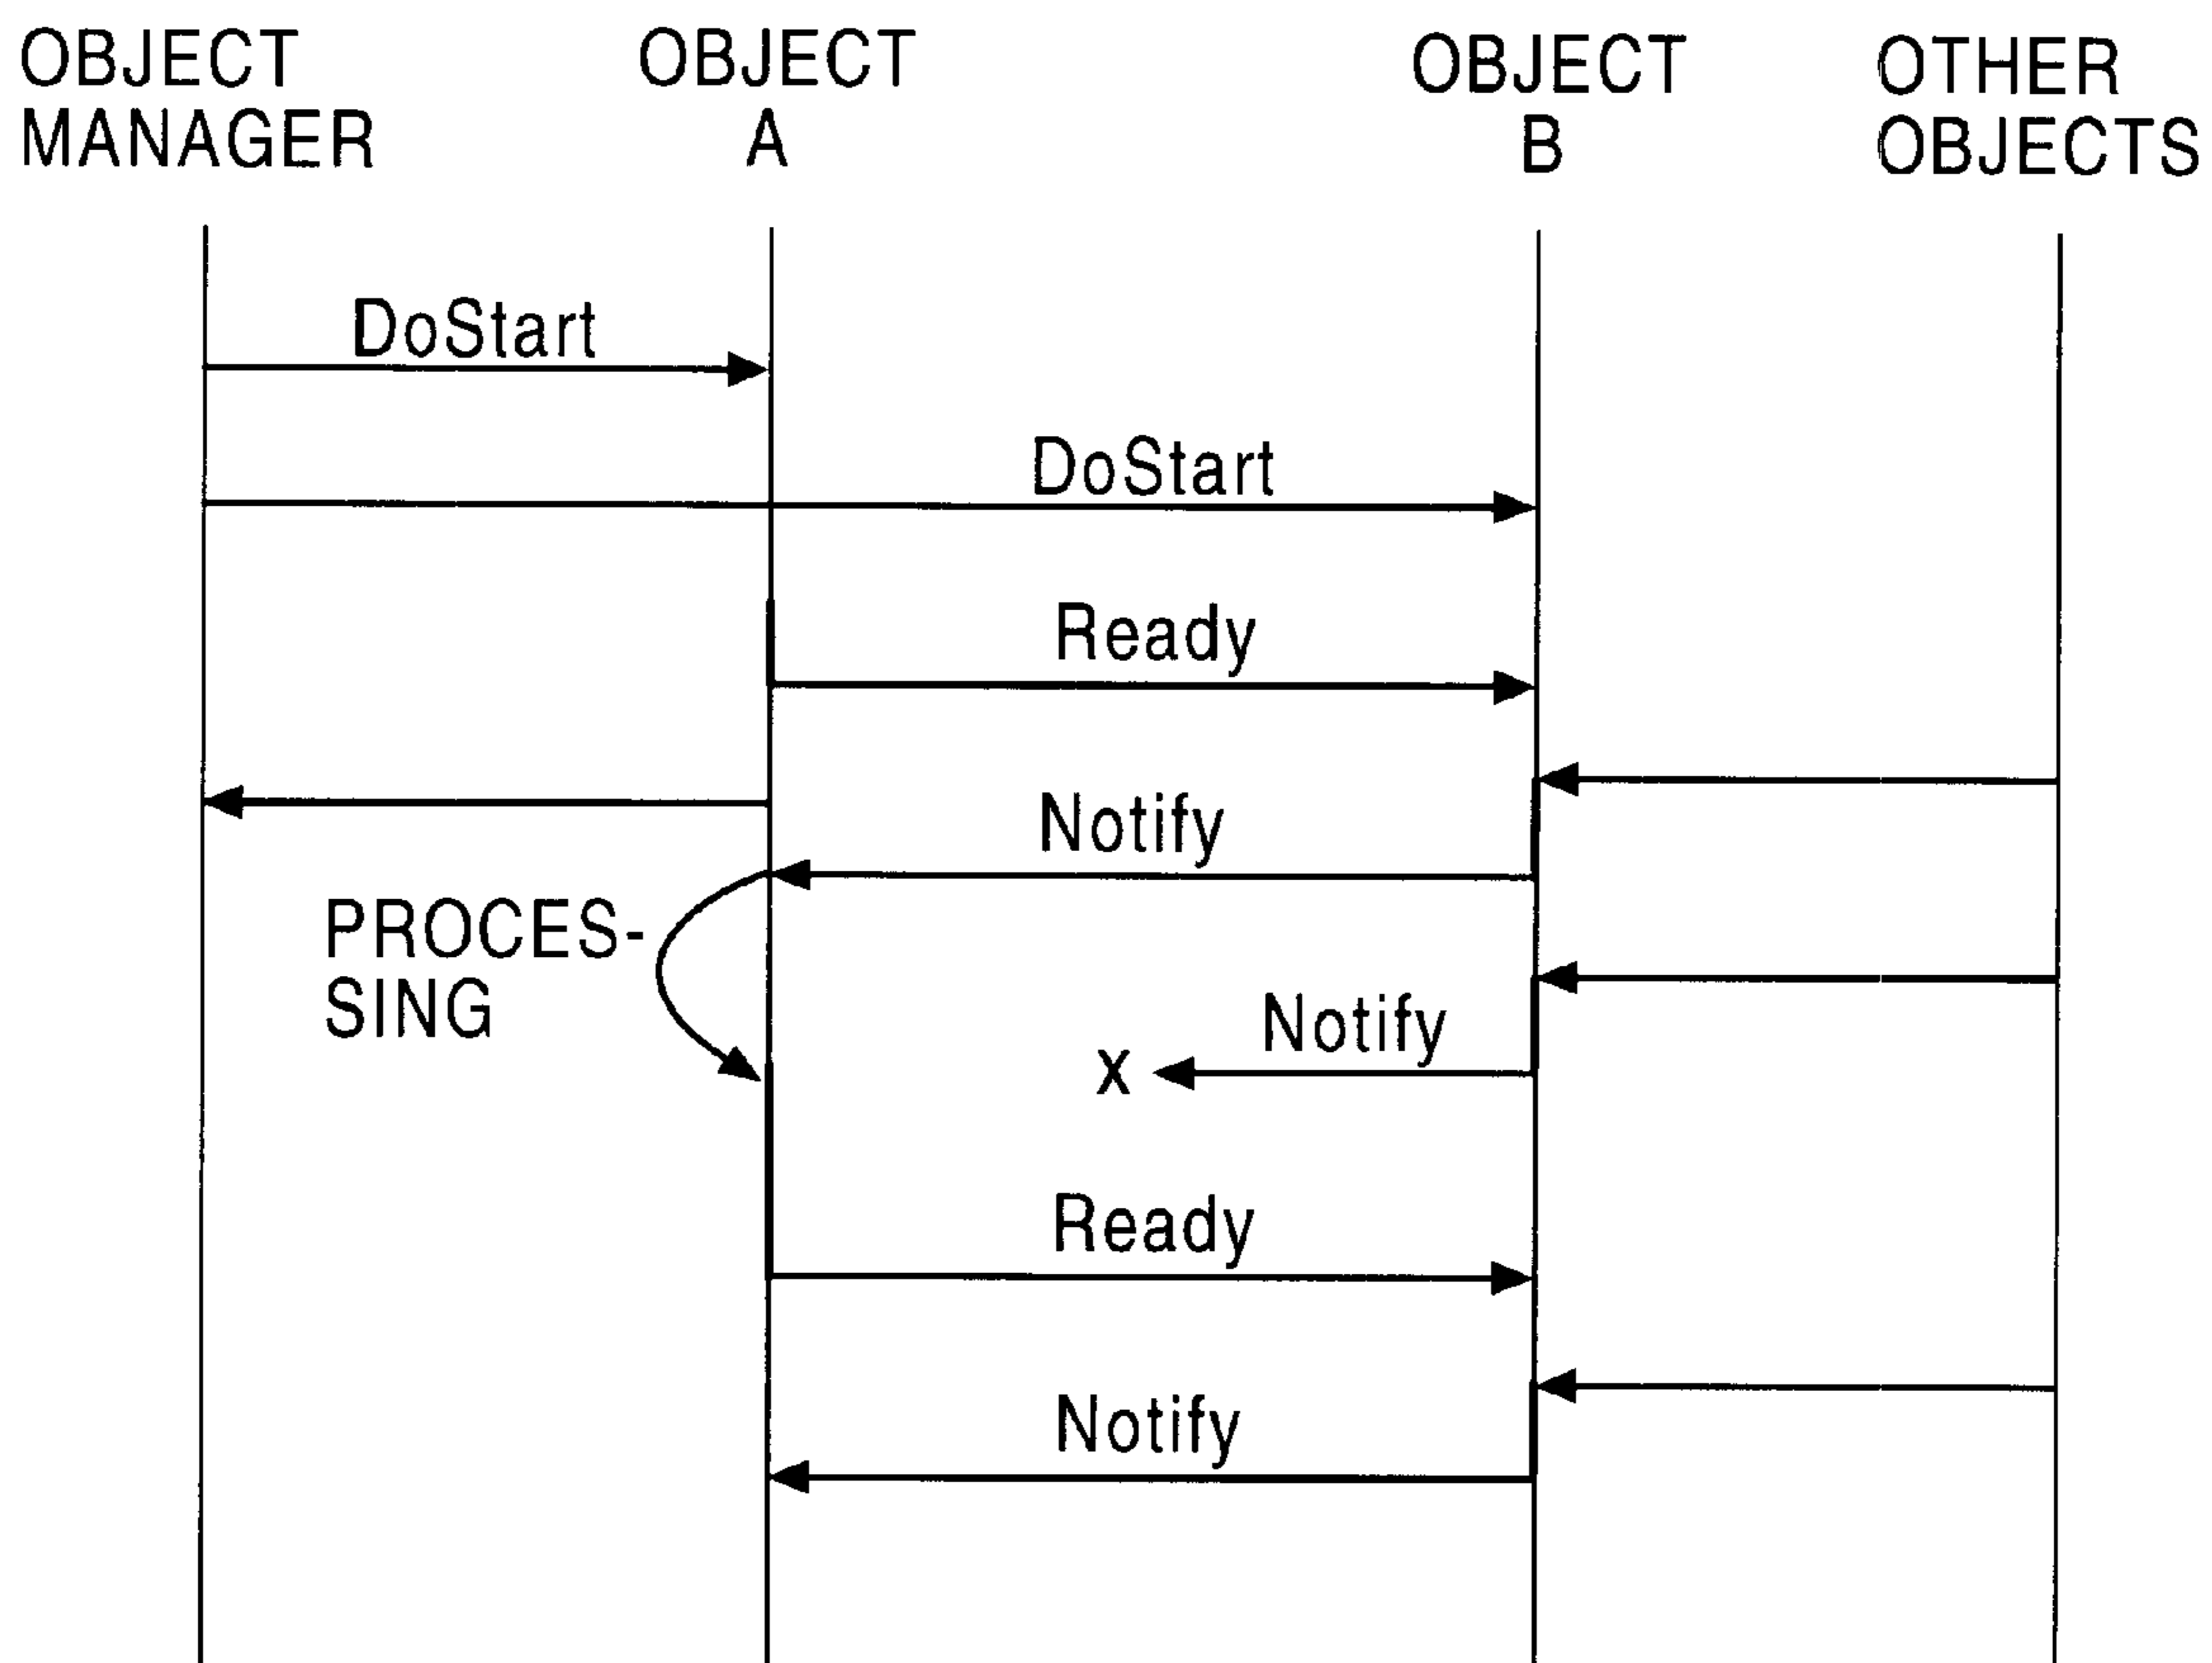 OBJECT
MANAGER
OBJECT
A
OBJECT
B
OTHER
OBJECTS
DoStart
DoStart
Ready
Notify
PROCES-
SING
Notify
X
Ready
Notify